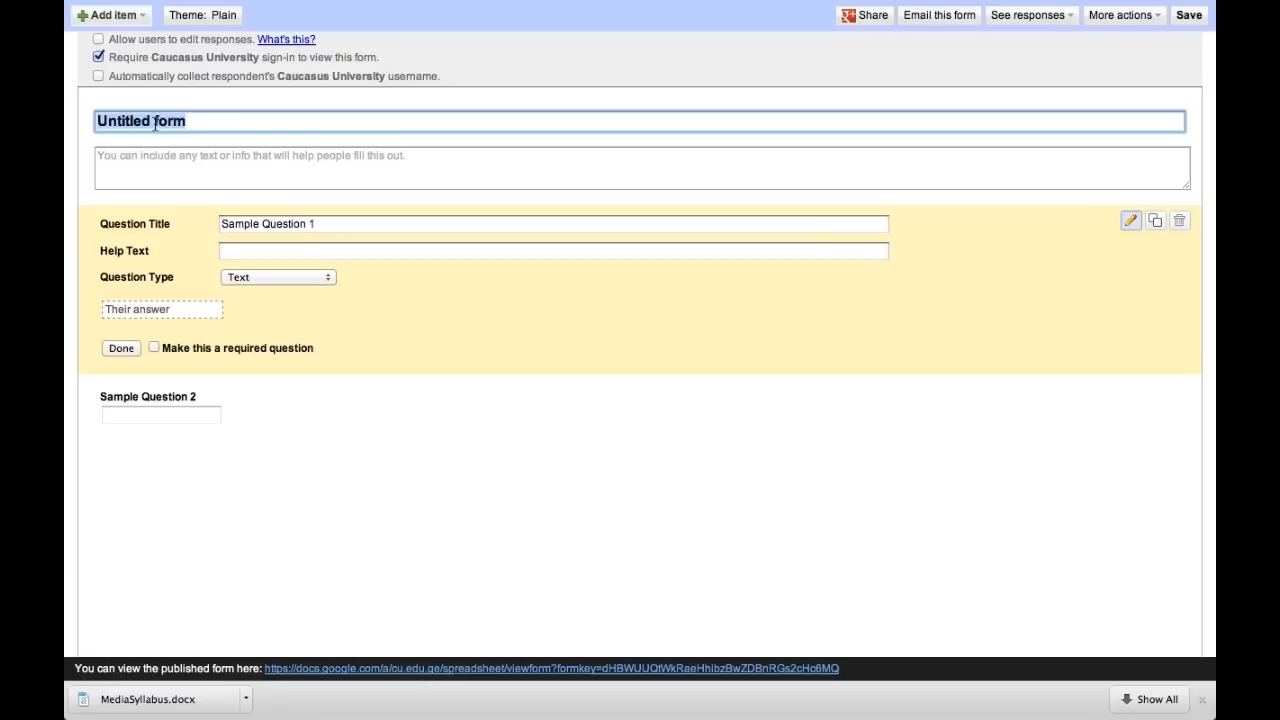 Add item Theme: Plain Share Email this form See responses More actions Save
Allow users to edit responses. What's this?
Require Caucasus University sign-in to view this form.
Automatically collect respondent's Caucasus University username.
Untitled form
You can include any text or info that will help people fill this out.
Question Title Sample Question 1
Help Text
Question Type Text
Their answer
Done Make this a required question
Sample Question 2
You can view the published form here: https://docs.google.com/a/cu.edu.ge/spreadsheet/viewform?formkey=dHBWUUQtWkRaeHhibzBwZDBnRGs2cHc6MQ
MediaSyllabus.docx Show All